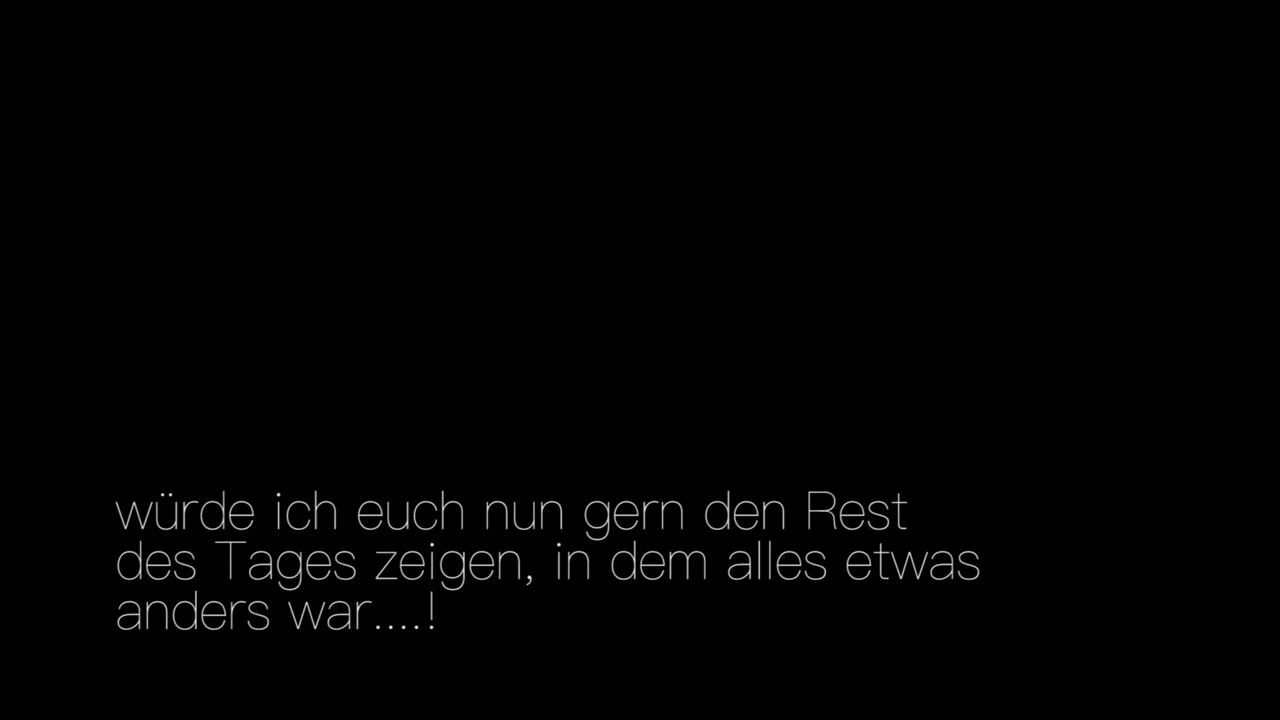 würde ich euch nun gern den Rest
des Tages zeigen, in dem alles etwas
anders war....!